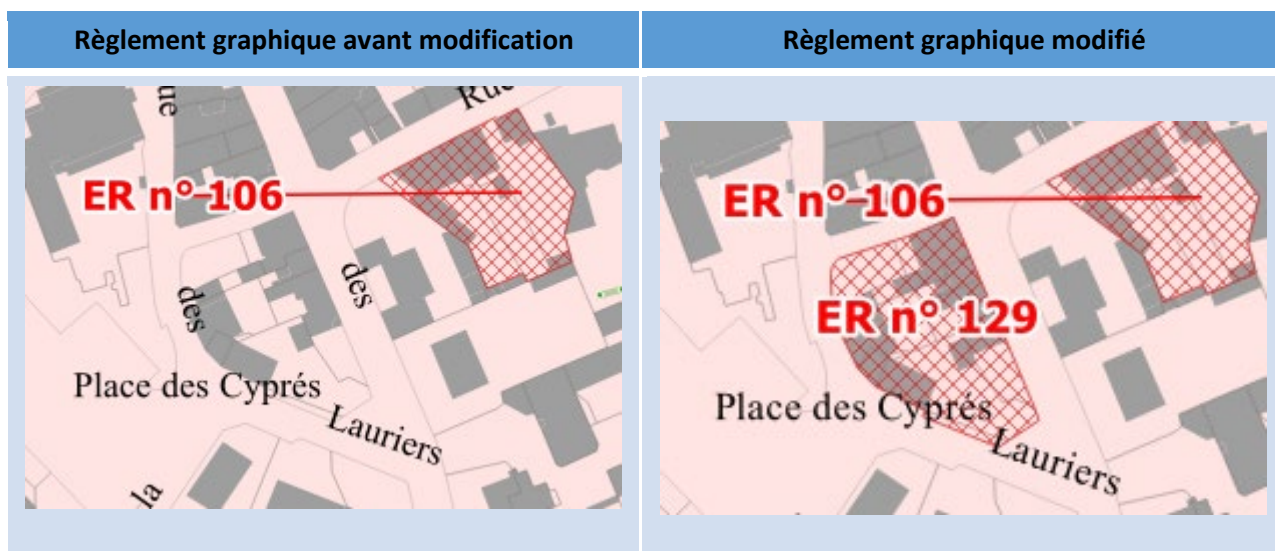 Règlement graphique avant modification
Règlement graphique modifié
ue
Rue
ER n° 106
des
des
Place des Cyprés
Lauriers
la
ER n° 106
ER n° 129
Place des Cyprés
Lauriers